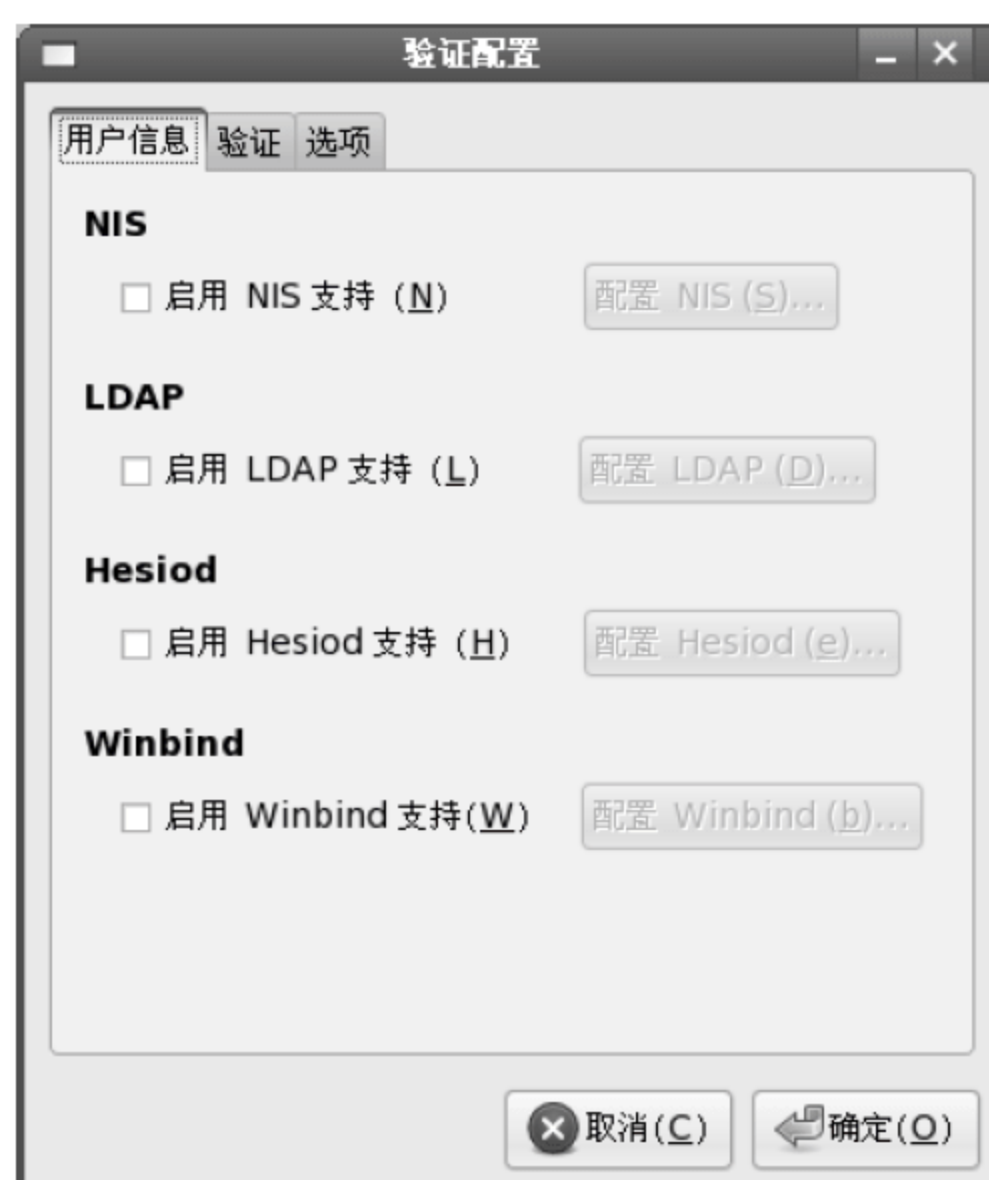 验证配置
用户信息 验证 选项
NIS
启用 NIS 支持 (N) 配置 NIS (S)...
LDAP
启用 LDAP 支持 (L) 配置 LDAP (D)...
Hesiod
启用 Hesiod 支持 (H) 配置 Hesiod (e)...
Winbind
启用 Winbind 支持(W) 配置 Winbind (b)...
取消(C) 确定(O)